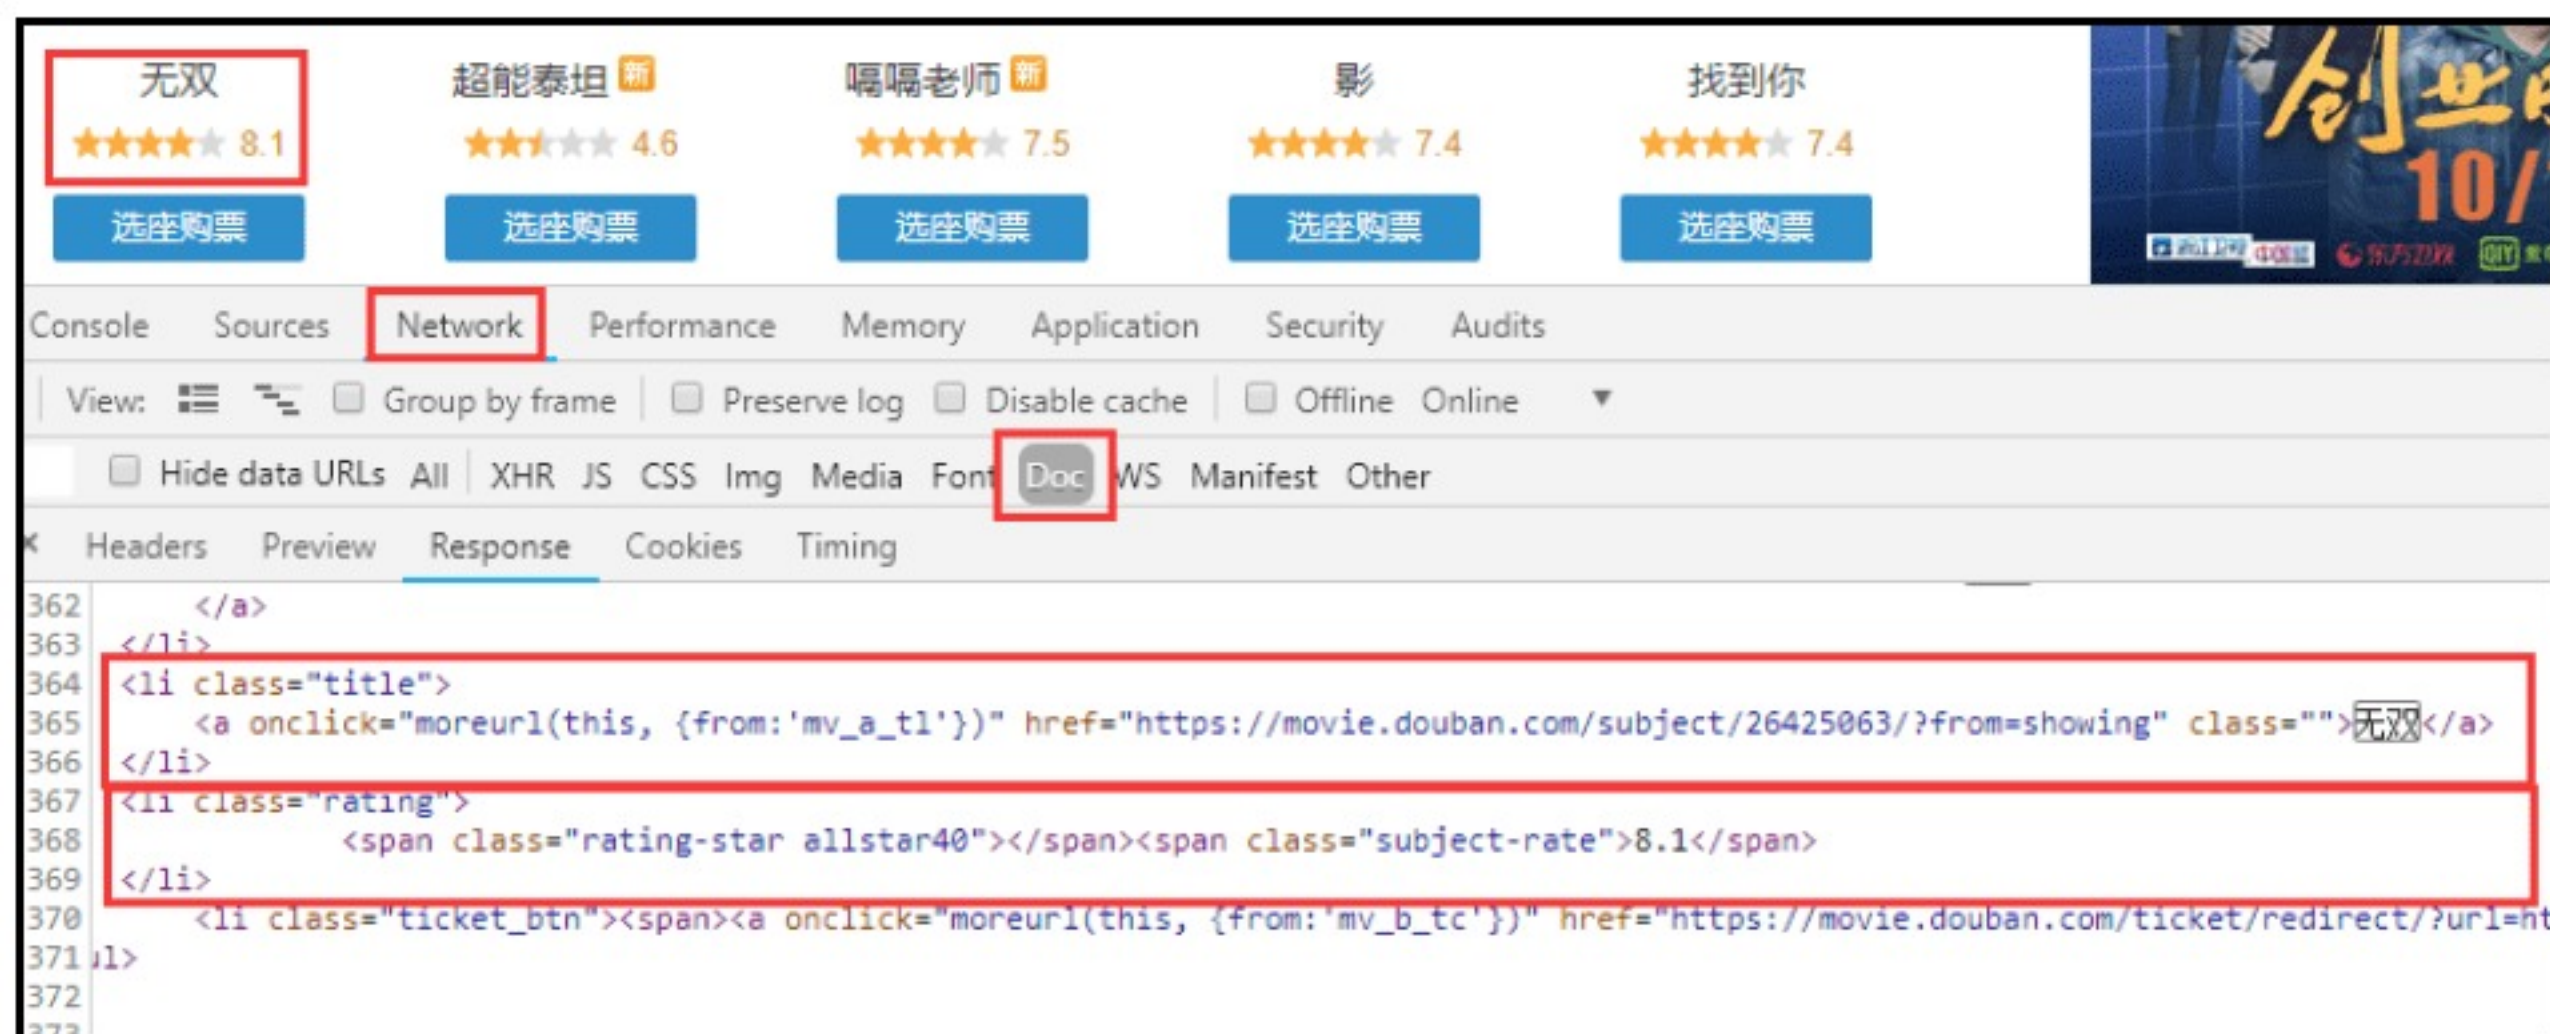 无双 超能泰坦 新 嗝嗝老师 新 影 找到你
8.1 4.6 7.5 7.4 7.4
选座购票 选座购票 选座购票 选座购票 选座购票
创业时
10/
Console Sources Network Performance Memory Application Security Audits
View: Group by frame Preserve log Disable cache Offline Online
Hide data URLs All XHR JS CSS Img Media Font Doc WS Manifest Other
× Headers Preview Response Cookies Timing
362 </a>
363 </li>
364 <li class="title">
365 <a onclick="moreurl(this, {from:'mv_a_tl'})" href="https://movie.douban.com/subject/26425063/?from=showing" class="">无双</a>
366 </li>
367 <li class="rating">
368 <span class="rating-star allstar40"></span><span class="subject-rate">8.1</span>
369 </li>
370 <li class="ticket_btn"><span><a onclick="moreurl(this, {from:'mv_b_tc'})" href="https://movie.douban.com/ticket/redirect/?url=ht
371 ul>
372
373